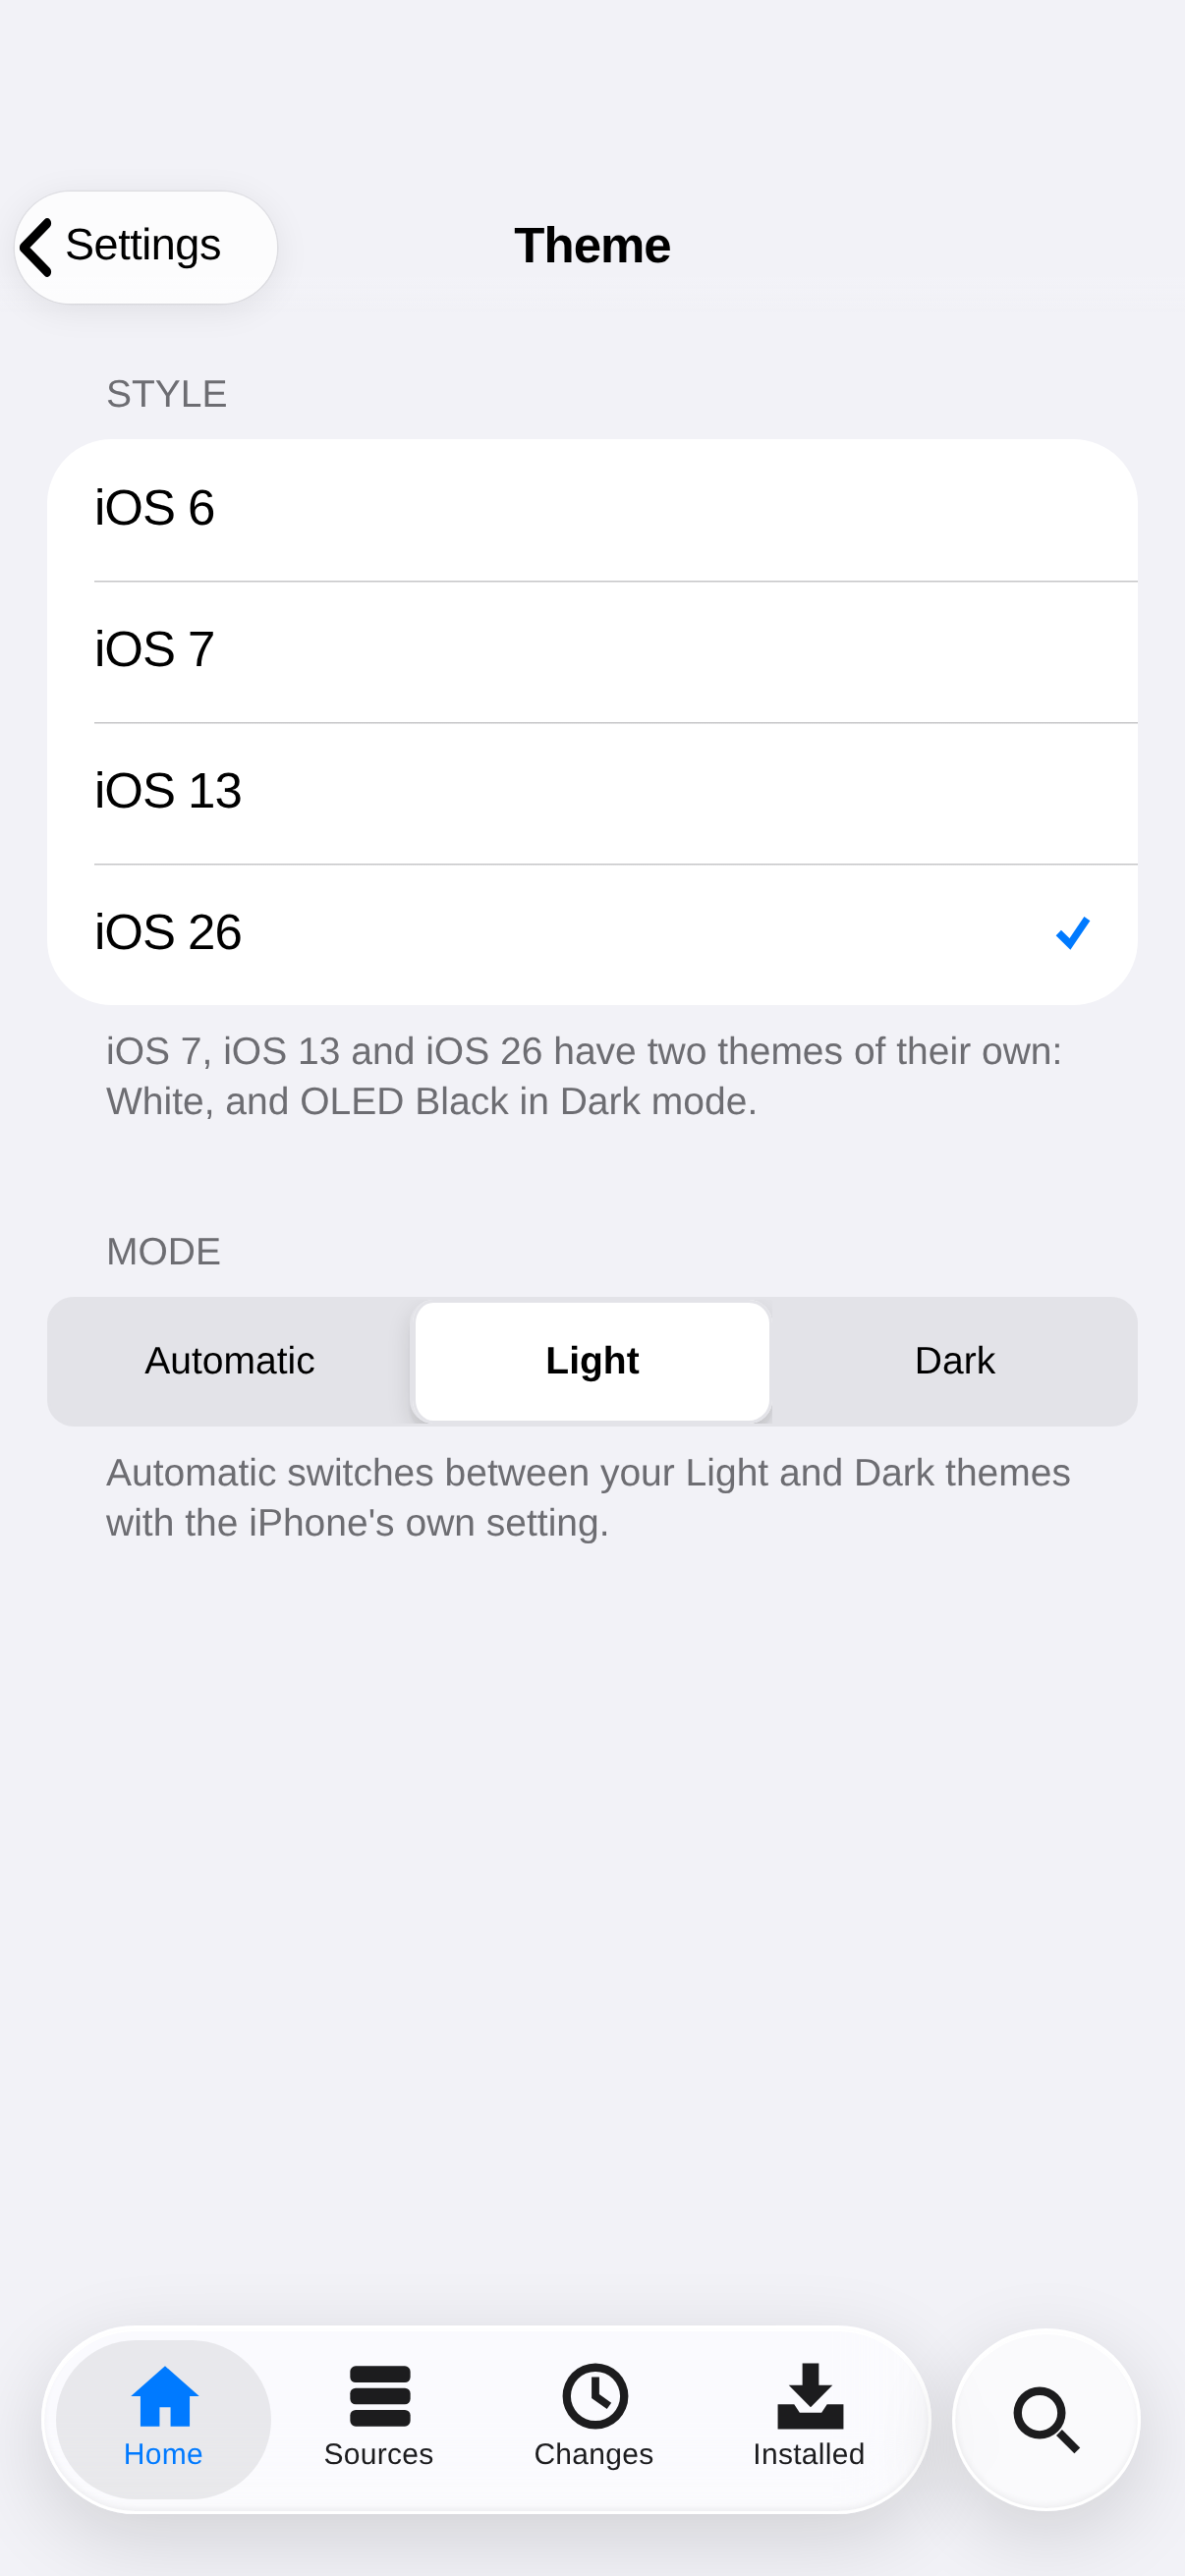 Settings
Theme
STYLE
iOS 6
iOS 7
iOS 13
iOS 26
iOS 7, iOS 13 and iOS 26 have two themes of their own:
White, and OLED Black in Dark mode.
MODE
Automatic
Light
Dark
Automatic switches between your Light and Dark themes
with the iPhone's own setting.
Home
Sources
Changes
Installed